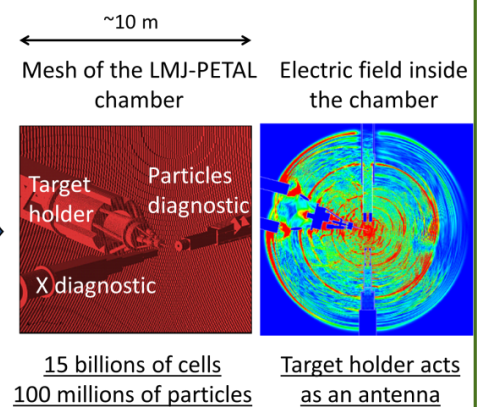 ~10 m
Mesh of the LMJ-PETAL
chamber
Electric field inside
the chamber
Target
holder
Particles
diagnostic
X diagnostic
15 billions of cells
100 millions of particles
Target holder acts
as an antenna